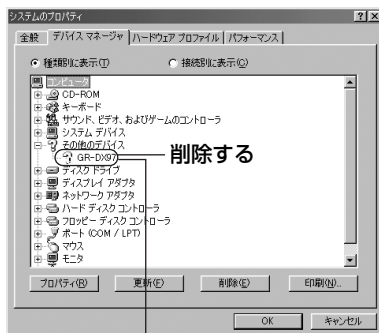 システムのプロパティ
全般 デバイス マネージャ ハードウェア プロファイル パフォーマンス
種類別に表示(T) 接続別に表示(C)
コンピュータ
CD-ROM
キーボード
サウンド、ビデオ、およびゲームのコントローラ
システム デバイス
その他のデバイス
GR-DX97
削除する
ディスク ドライブ
ディスプレイ アダプタ
ネットワーク アダプタ
ハード ディスク コントローラ
フロッピー ディスク コントローラ
ポート (COM / LPT)
マウス
モニタ
プロパティ(R) 更新(F) 削除(E) 印刷(N)...
OK キャンセル